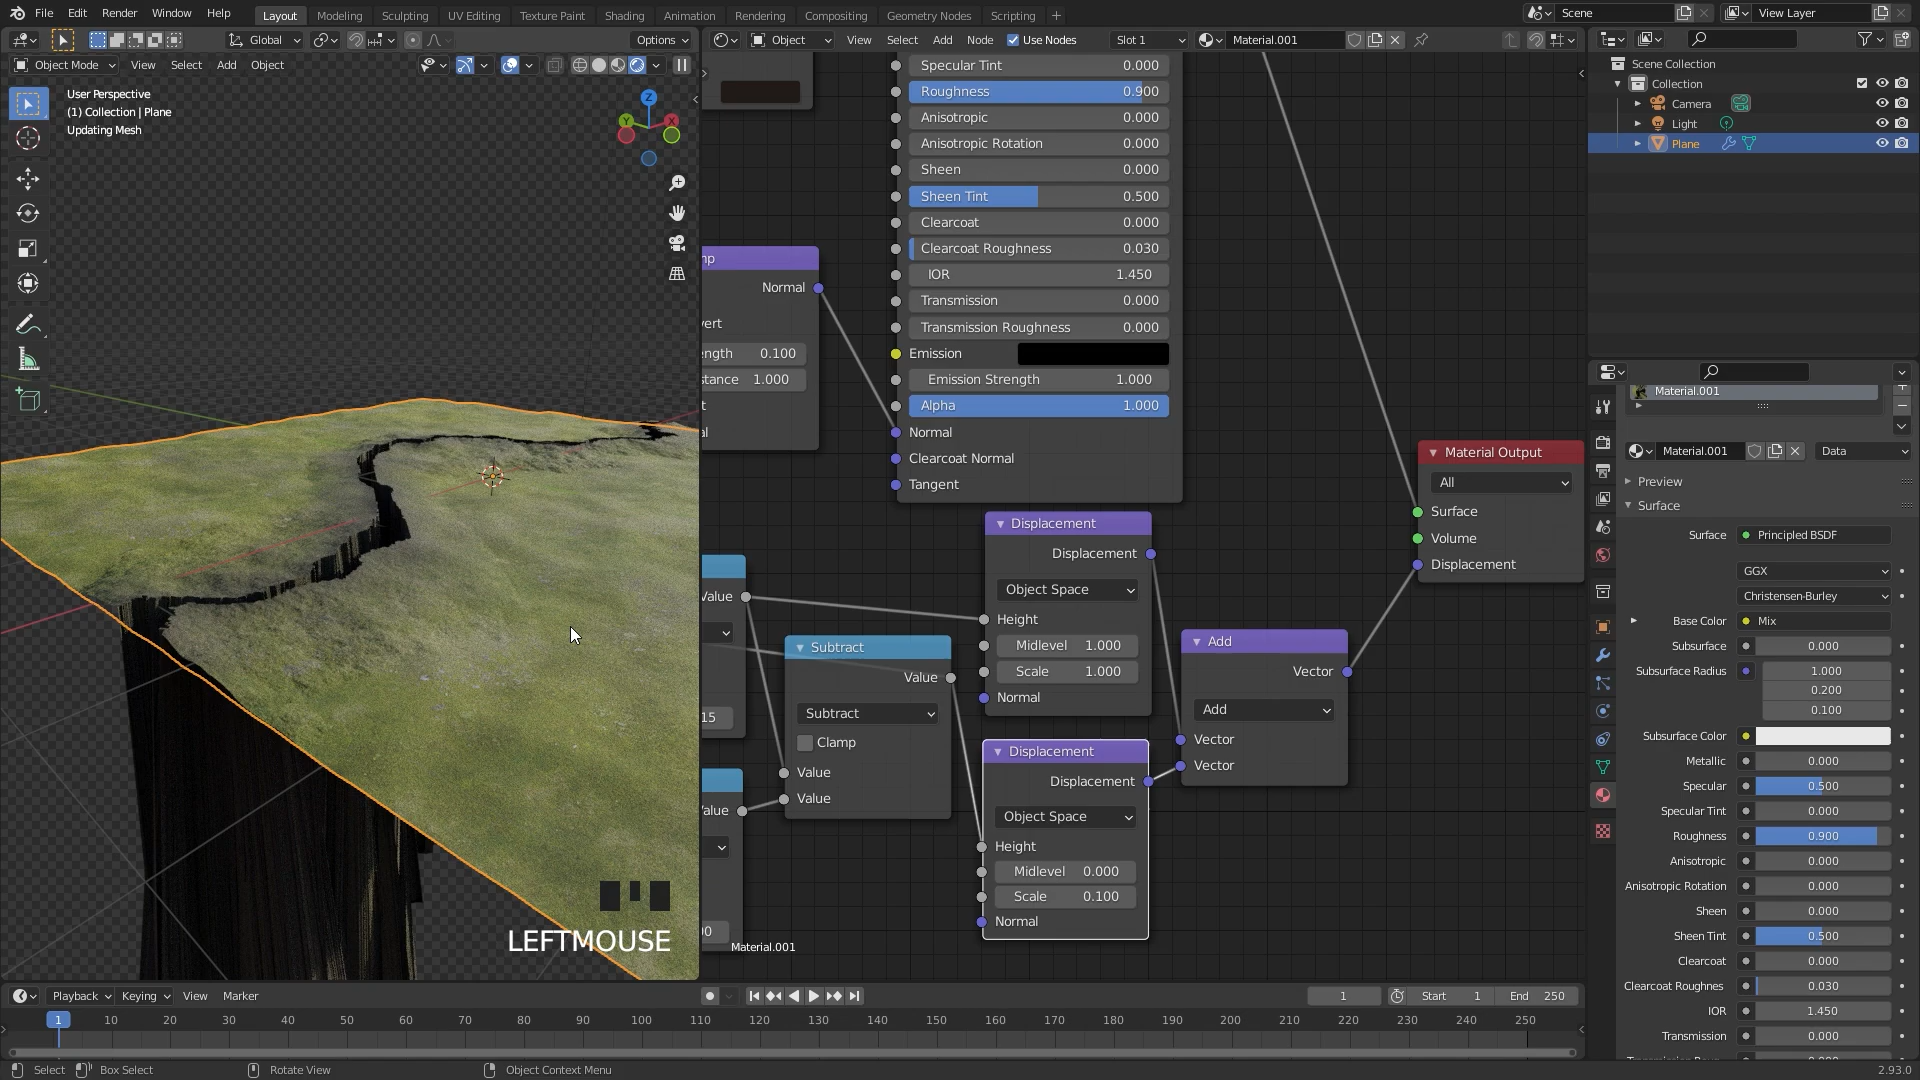 File Edit Render Window Help Layout Modeling Sculpting UV Editing Texture Paint Shading Animation Rendering Compositing Geometry Nodes Scripting + Scene View Layer
Global Options Object View Select Add Node Use Nodes Slot 1 Material.001
Object Mode View Select Add Object
User Perspective
(1) Collection | Plane
Updating Mesh
Z
Y
X
Specular Tint 0.000
Roughness 0.900
Anisotropic 0.000
Anisotropic Rotation 0.000
Sheen 0.000
Sheen Tint 0.500
Clearcoat 0.000
Clearcoat Roughness 0.030
IOR 1.450
Transmission 0.000
Transmission Roughness 0.000
Emission
Emission Strength 1.000
Alpha 1.000
Normal
Clearcoat Normal
Tangent
np
Normal
vert
ength 0.100
stance 1.000
t
al
Value
15
Value
00
Subtract
Value
Subtract
Clamp
Value
Value
Displacement
Displacement
Object Space
Height
Midlevel 1.000
Scale 1.000
Normal
Displacement
Displacement
Object Space
Height
Midlevel 0.000
Scale 0.100
Normal
Add
Vector
Add
Vector
Vector
Material Output
All
Surface
Volume
Displacement
Material.001
LEFTMOUSE
Scene Collection
Collection
Camera
Light
Plane
Material.001
Material.001 Data
Preview
Surface
Surface Principled BSDF
GGX
Christensen-Burley
Base Color Mix
Subsurface 0.000
Subsurface Radius 1.000
0.200
0.100
Subsurface Color
Metallic 0.000
Specular 0.500
Specular Tint 0.000
Roughness 0.900
Anisotropic 0.000
Anisotropic Rotation 0.000
Sheen 0.000
Sheen Tint 0.500
Clearcoat 0.000
Clearcoat Roughnes 0.030
IOR 1.450
Transmission 0.000
Playback Keying View Marker 1 Start 1 End 250
1 10 20 30 40 50 60 70 80 90 100 110 120 130 140 150 160 170 180 190 200 210 220 230 240 250
Select Box Select Rotate View Object Context Menu 2.93.0